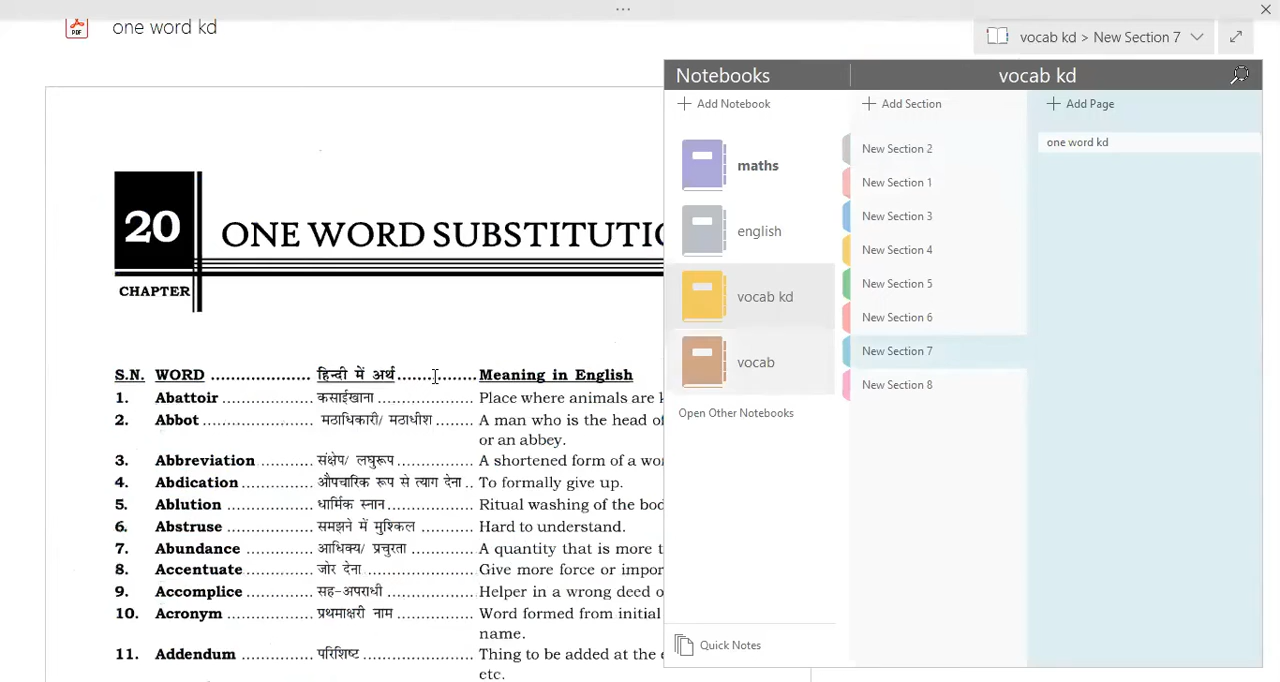 one word kd
vocab kd > New Section 7
Notebooks
vocab kd
Add Notebook
Add Section
Add Page
maths
english
vocab kd
vocab
Open Other Notebooks
Quick Notes
New Section 2
New Section 1
New Section 3
New Section 4
New Section 5
New Section 6
New Section 7
New Section 8
one word kd
20
CHAPTER
ONE WORD SUBSTITUTI
S.N. WORD .................... हिन्दी में अर्थ ................ Meaning in English
1. Abattoir .................. कसाईखाना .................... Place where animals are
2. Abbot ...................... मठाधिकारी/ मठाधीश ........ A man who is the head of
or an abbey.
3. Abbreviation ........... संक्षेप/ लघुरूप ............... A shortened form of a
4. Abdication ............... औपचारिक रूप से त्याग देना .. To formally give up.
5. Ablution .................. धार्मिक स्नान .................. Ritual washing of the
6. Abstruse .................. समझने में मुश्किल ........... Hard to understand.
7. Abundance .............. आधिक्य/ प्रचुरता ............. A quantity that is more
8. Accentuate .............. जोर देना ....................... Give more force or
9. Accomplice ............. सह-अपराधी .................. Helper in a wrong deed
10. Acronym ................ प्रथमाक्षरी नाम ................ Word formed from initial
name.
11. Addendum .............. परिशिष्ट ....................... Thing to be added at the
etc.